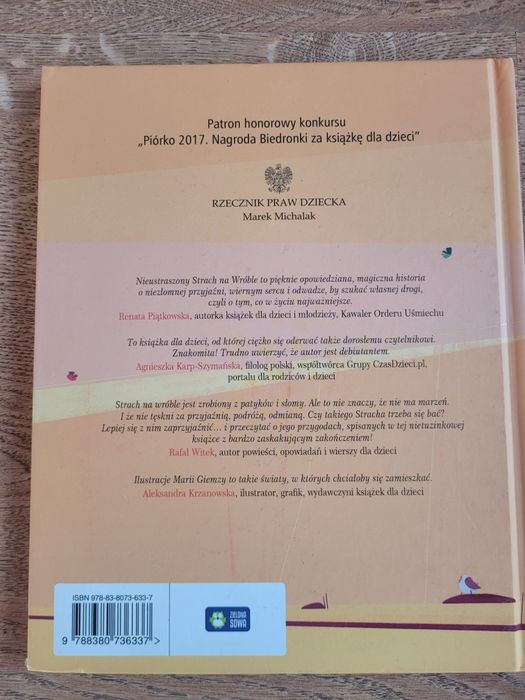 Patron honorowy konkursu
„Piórko 2017. Nagroda Biedronki za książkę dla dzieci”
RZECZNIK PRAW DZIECKA
Marek Michalak
Nieustraszony Strach na Wróble to pięknie opowiedziana, magiczna historia
o niezłomnej przyjaźni, wiernym sercu i odwadze, by szukać własnej drogi,
czyli o tym, co w życiu najważniejsze.
Renata Piątkowska, autorka książek dla dzieci i młodzieży, Kawaler Orderu Uśmiechu
To książka dla dzieci, od której ciężko się oderwać także dorosłemu czytelnikowi.
Znakomita! Trudno uwierzyć, że autor jest debiutantem.
Agnieszka Karp-Szymańska, filolog polski, współtwórca Grupy CzasDzieci.pl,
portalu dla rodziców i dzieci
Strach na wróble jest zrobiony z patyków i słomy. Ale to nie znaczy, że nie ma marzeń.
I że nie tęskni za przyjaźnią, podróżą, odmianą. Czy takiego Stracha trzeba się bać?
Lepiej się z nim zaprzyjaźnić... i przeczytać o jego przygodach, spisanych w tej nietuzinkowej
książce z bardzo zaskakującym zakończeniem!
Rafał Witek, autor powieści, opowiadań i wierszy dla dzieci
Ilustracje Marii Giemzy to takie światy, w których chciałoby się zamieszkać.
Aleksandra Krzanowska, ilustrator, grafik, wydawczyni książek dla dzieci
ISBN 978-83-8073-633-7
9 788380 736337 >
ZIELONA
SOWA